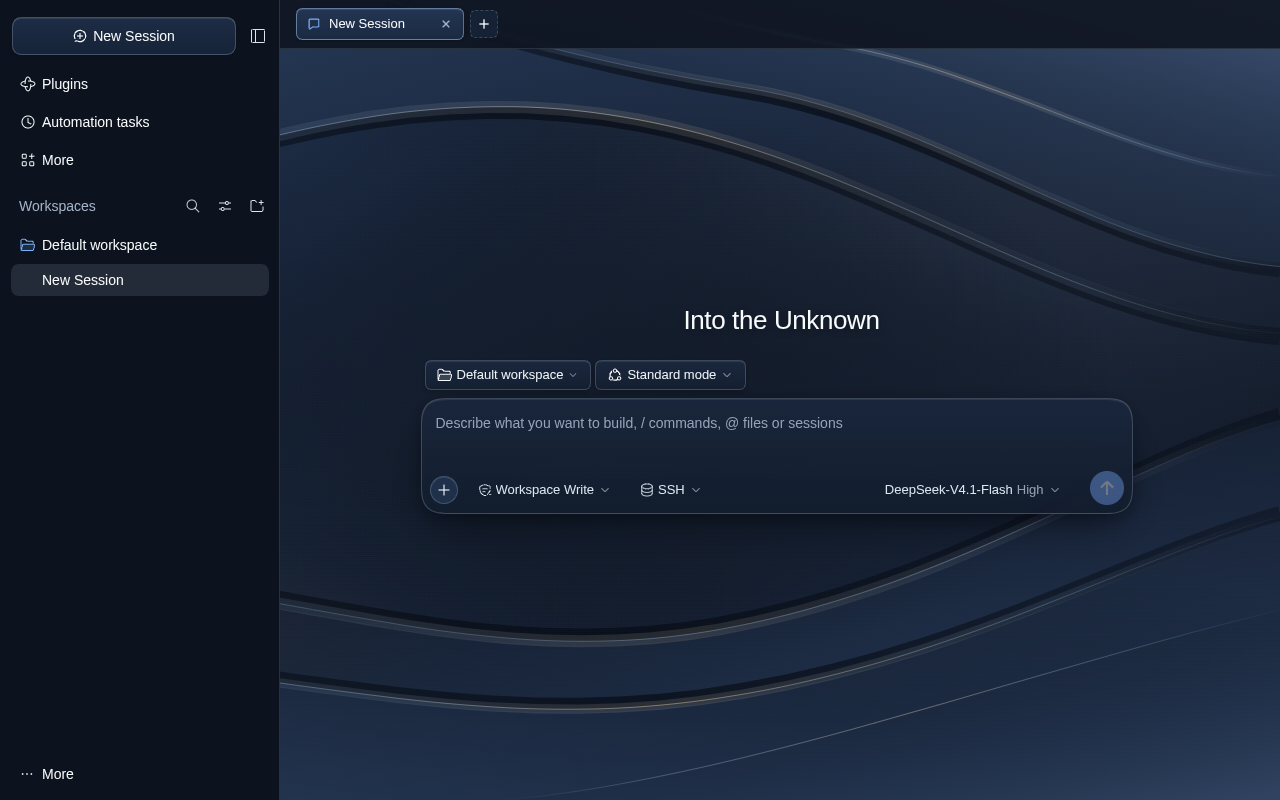 New Session
Plugins
Automation tasks
More
Workspaces
Default workspace
New Session
More
New Session
Into the Unknown
Default workspace
Standard mode
Describe what you want to build, / commands, @ files or sessions
Workspace Write
SSH
DeepSeek-V4.1-Flash High